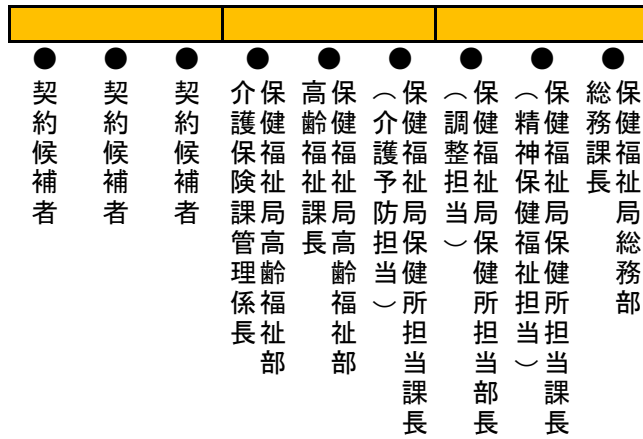 保健福祉局総務部
総務課長
保健福祉局保健所担当課長
（精神保健福祉担当）
保健福祉局保健所担当部長
（調整担当）
保健福祉局保健所担当課長
（介護予防担当）
保健福祉局高齢福祉部
高齢福祉課長
保健福祉局高齢福祉部
介護保険課管理係長
契約候補者
契約候補者
契約候補者